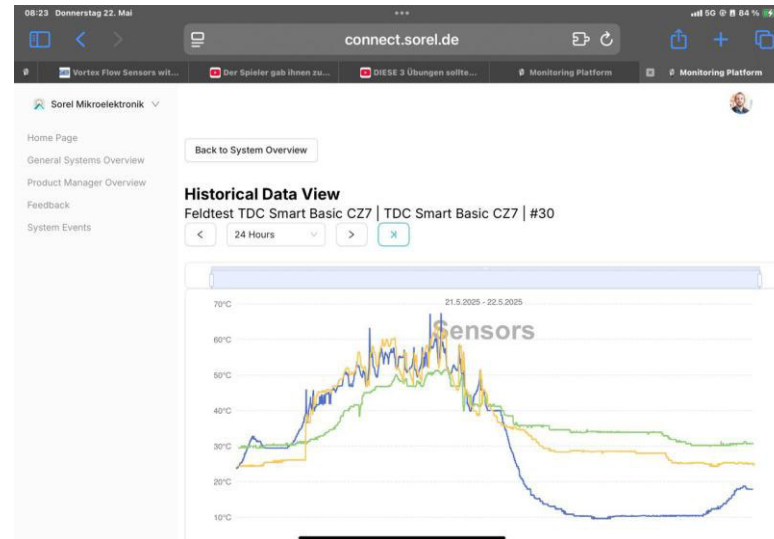 08:23 Donnerstag 22. Mai
5G 84 %
connect.sorel.de
Vortex Flow Sensors wit...
Der Spieler gab ihnen zu...
DIESE 3 Übungen sollte...
Monitoring Platform
Monitoring Platform
Sorel Mikroelektronik
Home Page
General Systems Overview
Product Manager Overview
Feedback
System Events
Back to System Overview
Historical Data View
Feldtest TDC Smart Basic CZ7 | TDC Smart Basic CZ7 | #30
24 Hours
21.5.2025 - 22.5.2025
Sensors
70°C
60°C
50°C
40°C
30°C
20°C
10°C